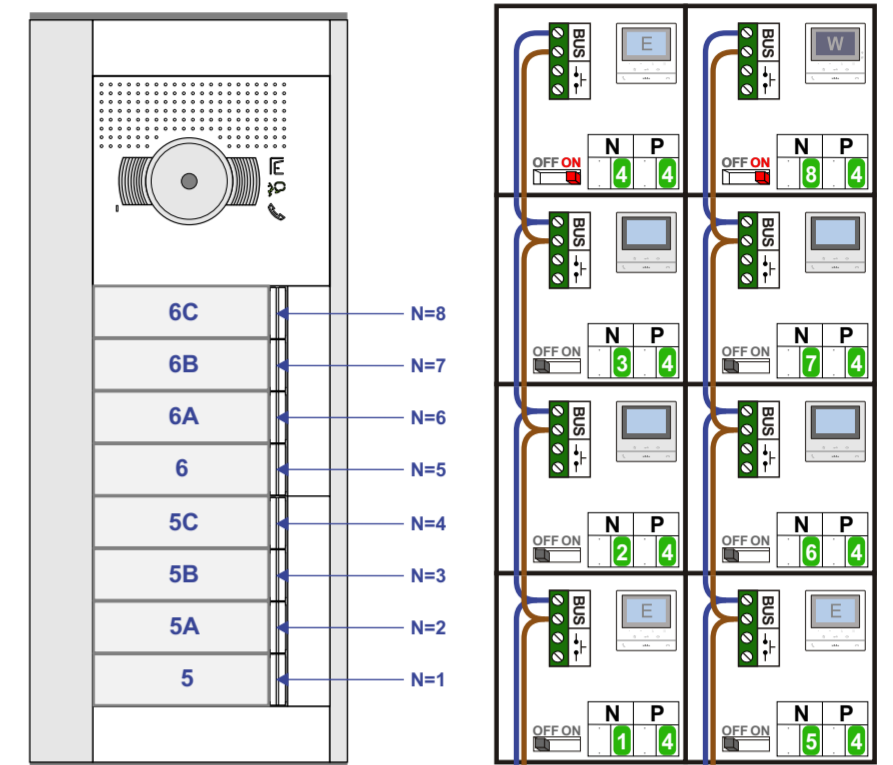 6C N=8
6B N=7
6A N=6
6 N=5
5C N=4
5B N=3
5A N=2
5 N=1
BUS E
OFF ON N P
4 4
BUS W
OFF ON N P
8 4
BUS
OFF ON N P
3 4
BUS
OFF ON N P
7 4
BUS
OFF ON N P
2 4
BUS
OFF ON N P
6 4
BUS E
OFF ON N P
1 4
BUS E
OFF ON N P
5 4